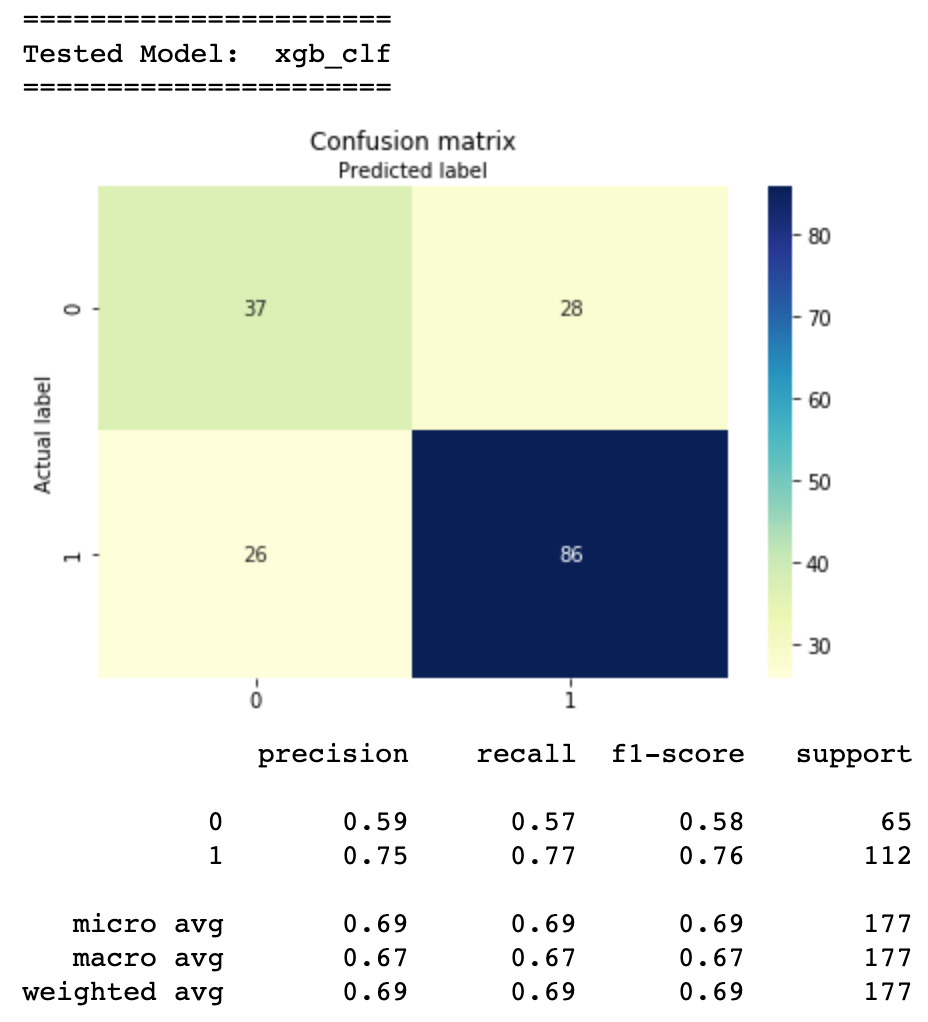 ======================
Tested Model:  xgb_clf
======================
Confusion matrix
Predicted label
80
70
60
50
40
30
Actual label
0
37 28
1
26 86
0 1
precision recall f1-score support
0 0.59 0.57 0.58 65
1 0.75 0.77 0.76 112
micro avg 0.69 0.69 0.69 177
macro avg 0.67 0.67 0.67 177
weighted avg 0.69 0.69 0.69 177